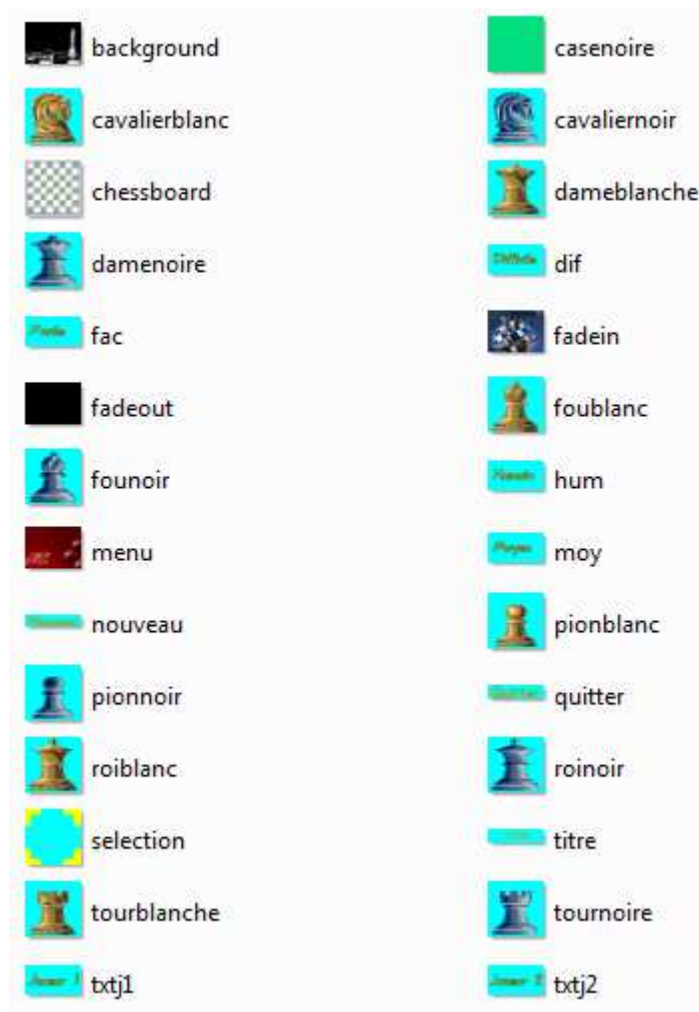 background casenoire
cavalierblanc cavaliernoir
chessboard dameblanche
damenoire dif
fac fadein
fadeout foublanc
founoir hum
menu moy
nouveau pionblanc
pionnoir quitter
roiblanc roinoir
selection titre
tourblanche tournoire
txtj1 txtj2